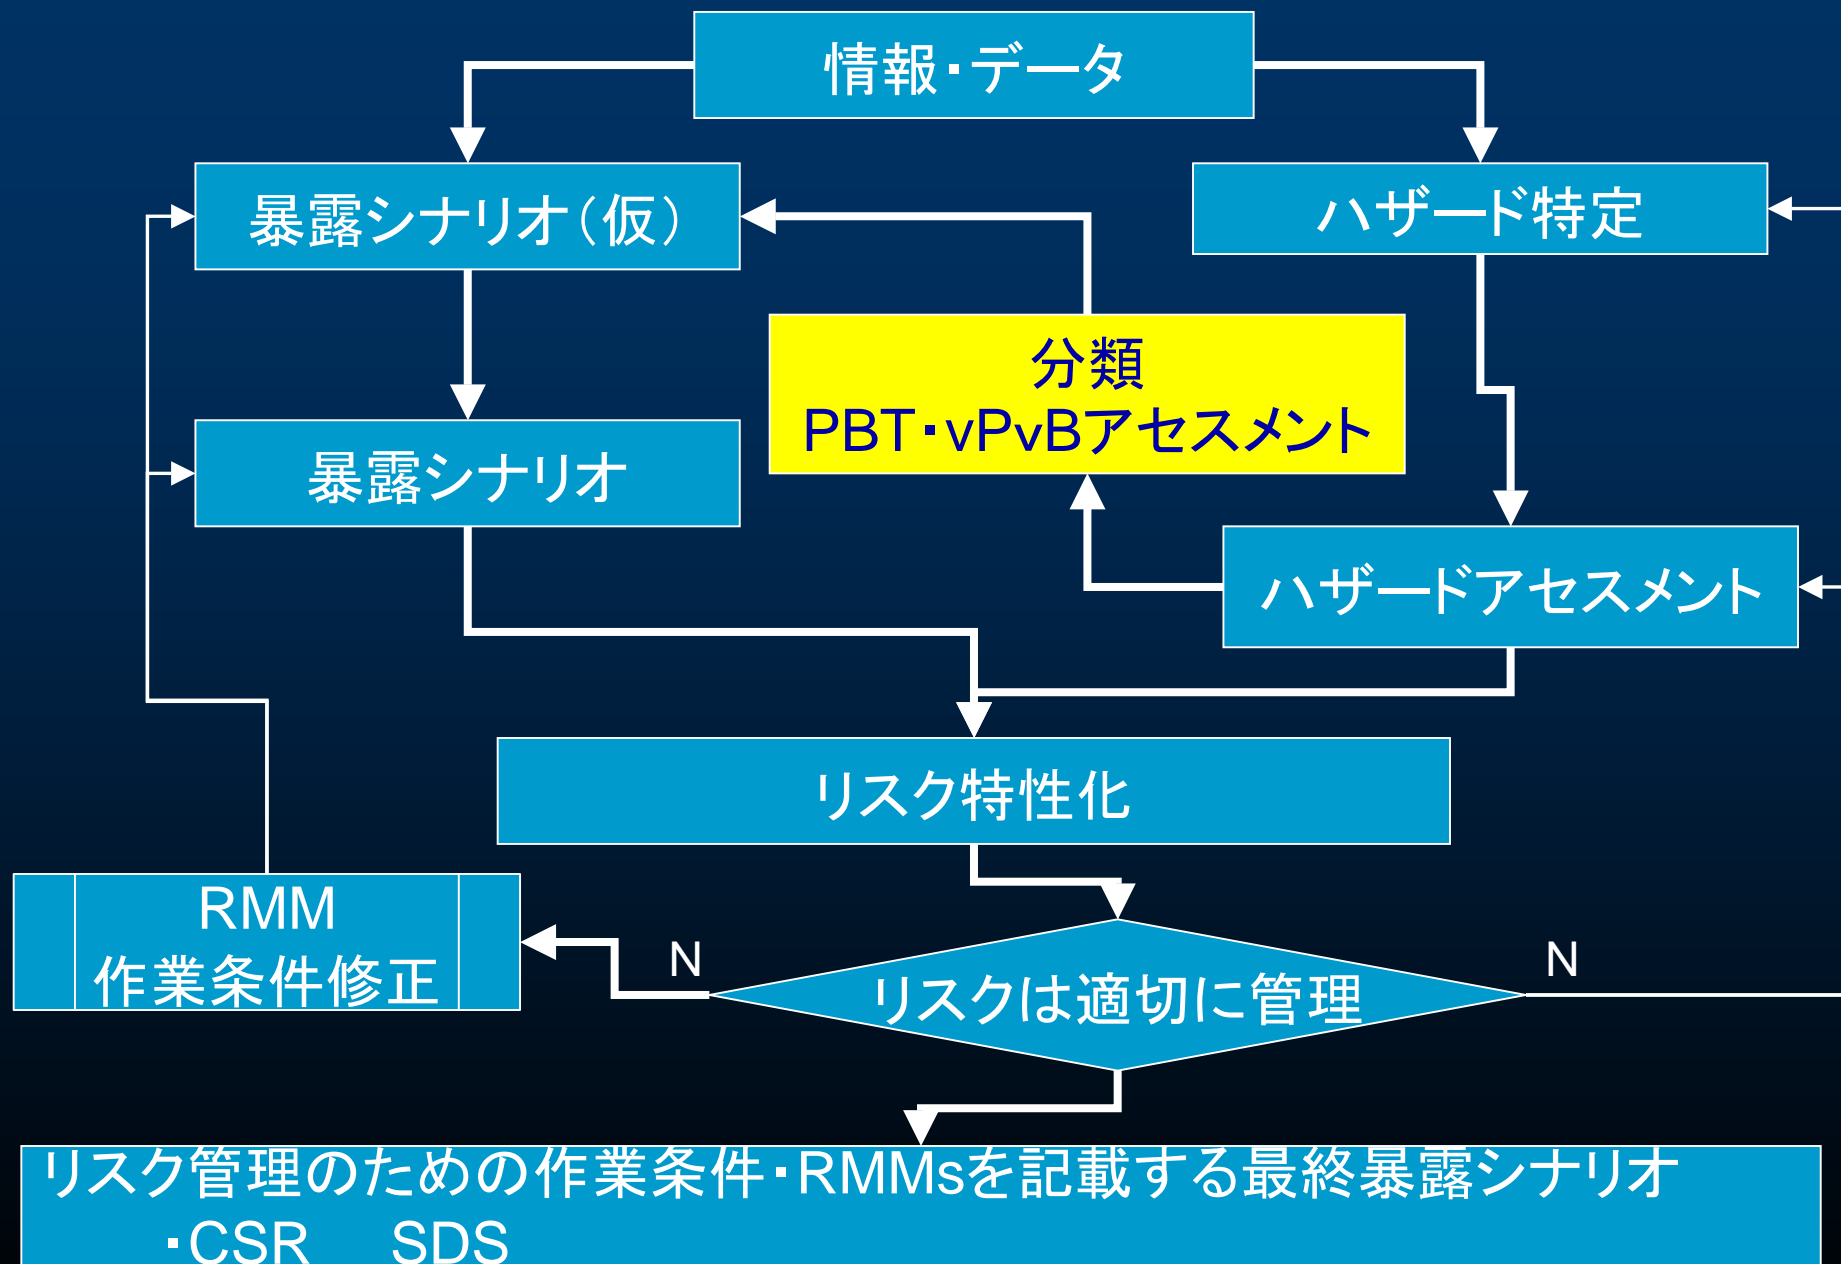 情報・データ
暴露シナリオ（仮）
ハザード特定
分類
PBT・vPvBアセスメント
暴露シナリオ
ハザードアセスメント
リスク特性化
RMM
作業条件修正
N
リスクは適切に管理
N
リスク管理のための作業条件・RMMsを記載する最終暴露シナリオ
・CSR　SDS